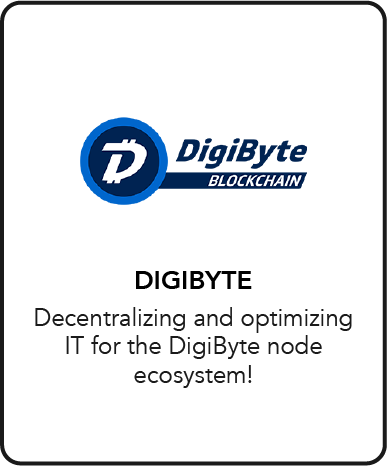 DigiByte
BLOCKCHAIN
DIGIBYTE
Decentralizing and optimizing
IT for the DigiByte node
ecosystem!